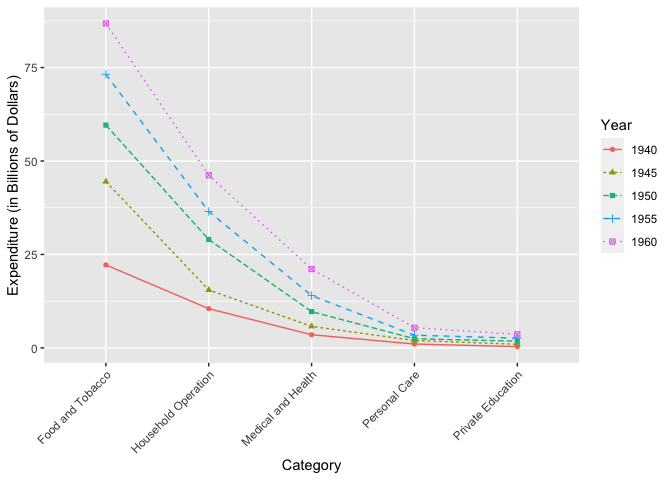 Expenditure (in Billions of Dollars)
75
50
25
0
Food and Tobacco
Household Operation
Medical and Health
Personal Care
Private Education
Category
Year
1940
1945
1950
1955
1960